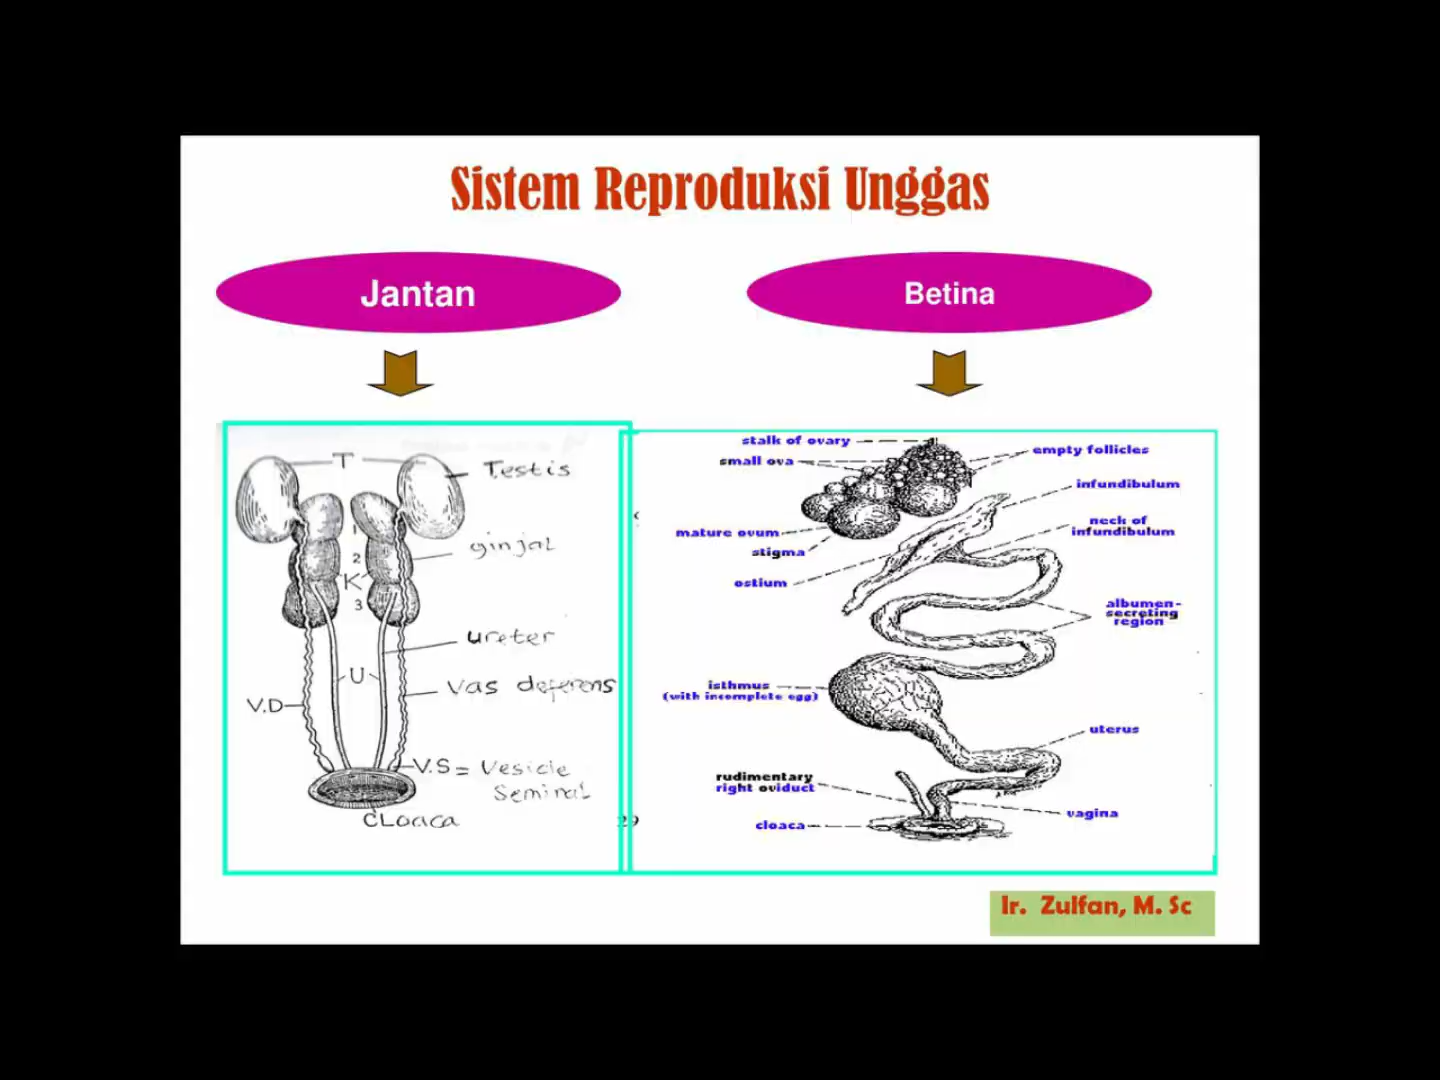 Sistem Reproduksi Unggas
Jantan
Betina
T
Testis
1
ginjal
2
K
3
ureter
U
Vas deferens
V.D
V.S = Vesicle
Seminal
CLoaca
29
stalk of ovary
small ova
empty follicles
infundibulum
neck of
infundibulum
mature ovum
stigma
ostium
albumen-
secreting
region
isthmus
(with incomplete egg)
uterus
rudimentary
right oviduct
vagina
cloaca
Ir. Zulfan, M. Sc